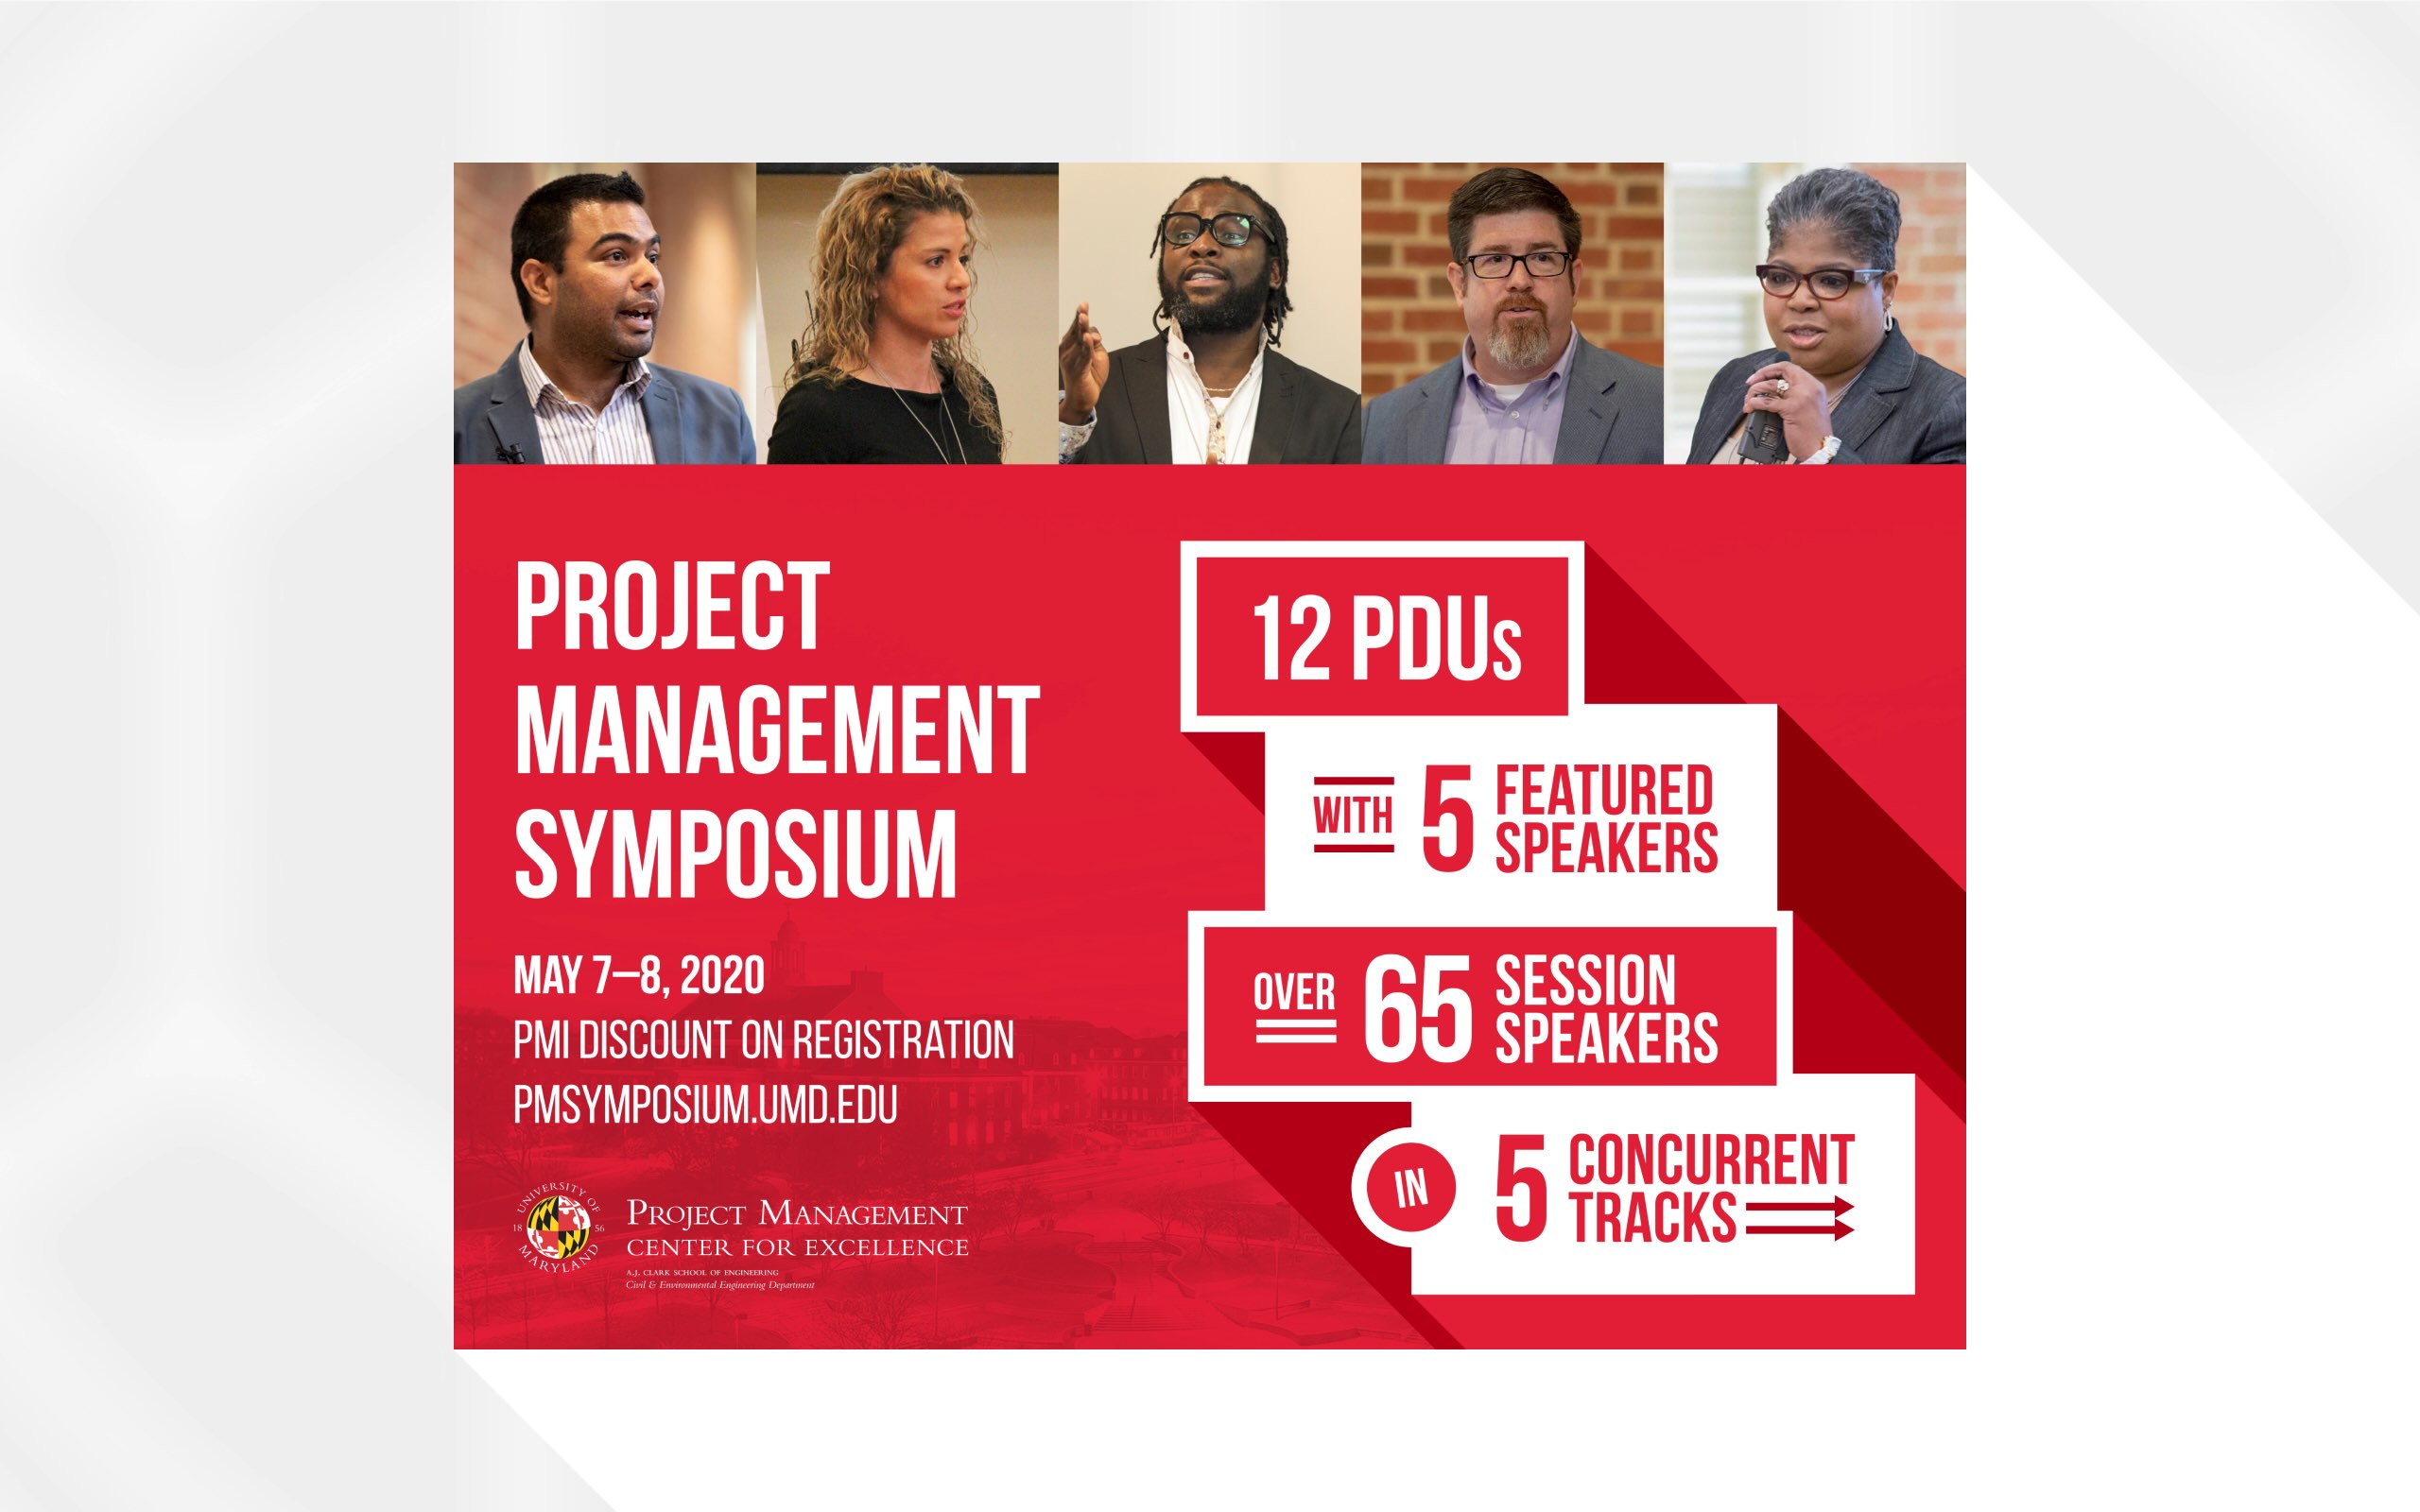 PROJECT
MANAGEMENT
SYMPOSIUM
MAY 7–8, 2020
PMI DISCOUNT ON REGISTRATION
PMSYMPOSIUM.UMD.EDU
UNIVERSITY OF
18 56
MARYLAND
PROJECT MANAGEMENT
CENTER FOR EXCELLENCE
A.J. CLARK SCHOOL OF ENGINEERING
Civil & Environmental Engineering Department
12 PDUs
WITH 5 FEATURED
SPEAKERS
OVER 65 SESSION
SPEAKERS
IN 5 CONCURRENT
TRACKS